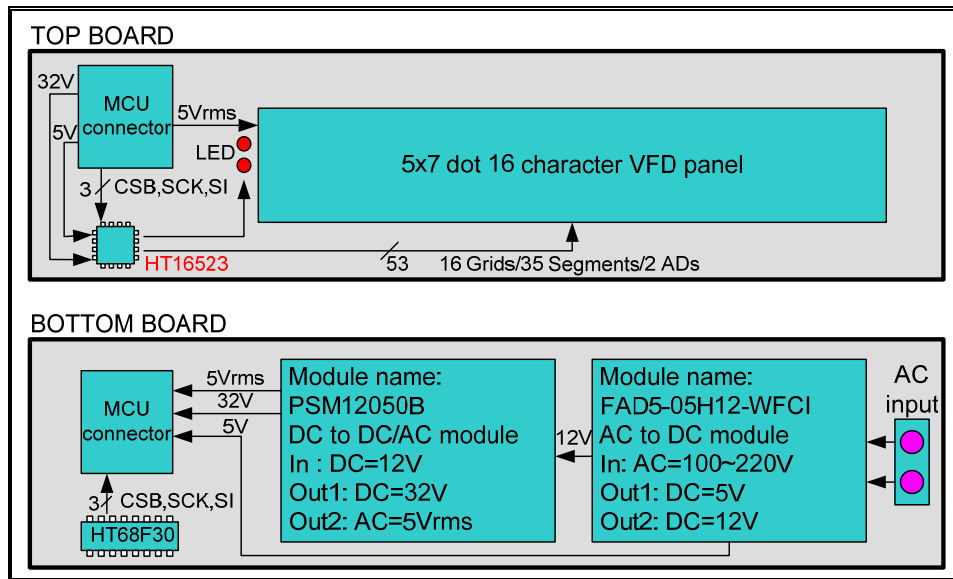 TOP BOARD
32V
MCU
connector
5V
5Vrms
LED
5x7 dot 16 character VFD panel
3 CSB,SCK,SI
HT16523
53
16 Grids/35 Segments/2 ADs
BOTTOM BOARD
MCU
connector
5Vrms
32V
5V
3 CSB,SCK,SI
HT68F30
Module name:
PSM12050B
DC to DC/AC module
In : DC=12V
Out1: DC=32V
Out2: AC=5Vrms
12V
Module name:
FAD5-05H12-WFCI
AC to DC module
In: AC=100~220V
Out1: DC=5V
Out2: DC=12V
AC
input